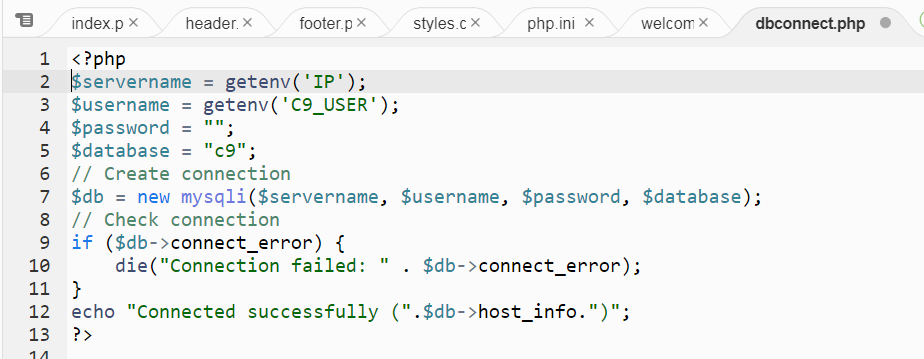 index.p header. footer.p styles.c php.ini welcom dbconnect.php
1 <?php
2 $servername = getenv('IP');
3 $username = getenv('C9_USER');
4 $password = "";
5 $database = "c9";
6 // Create connection
7 $db = new mysqli($servername, $username, $password, $database);
8 // Check connection
9 if ($db->connect_error) {
10     die("Connection failed: " . $db->connect_error);
11 }
12 echo "Connected successfully (".$db->host_info.")";
13 ?>
14